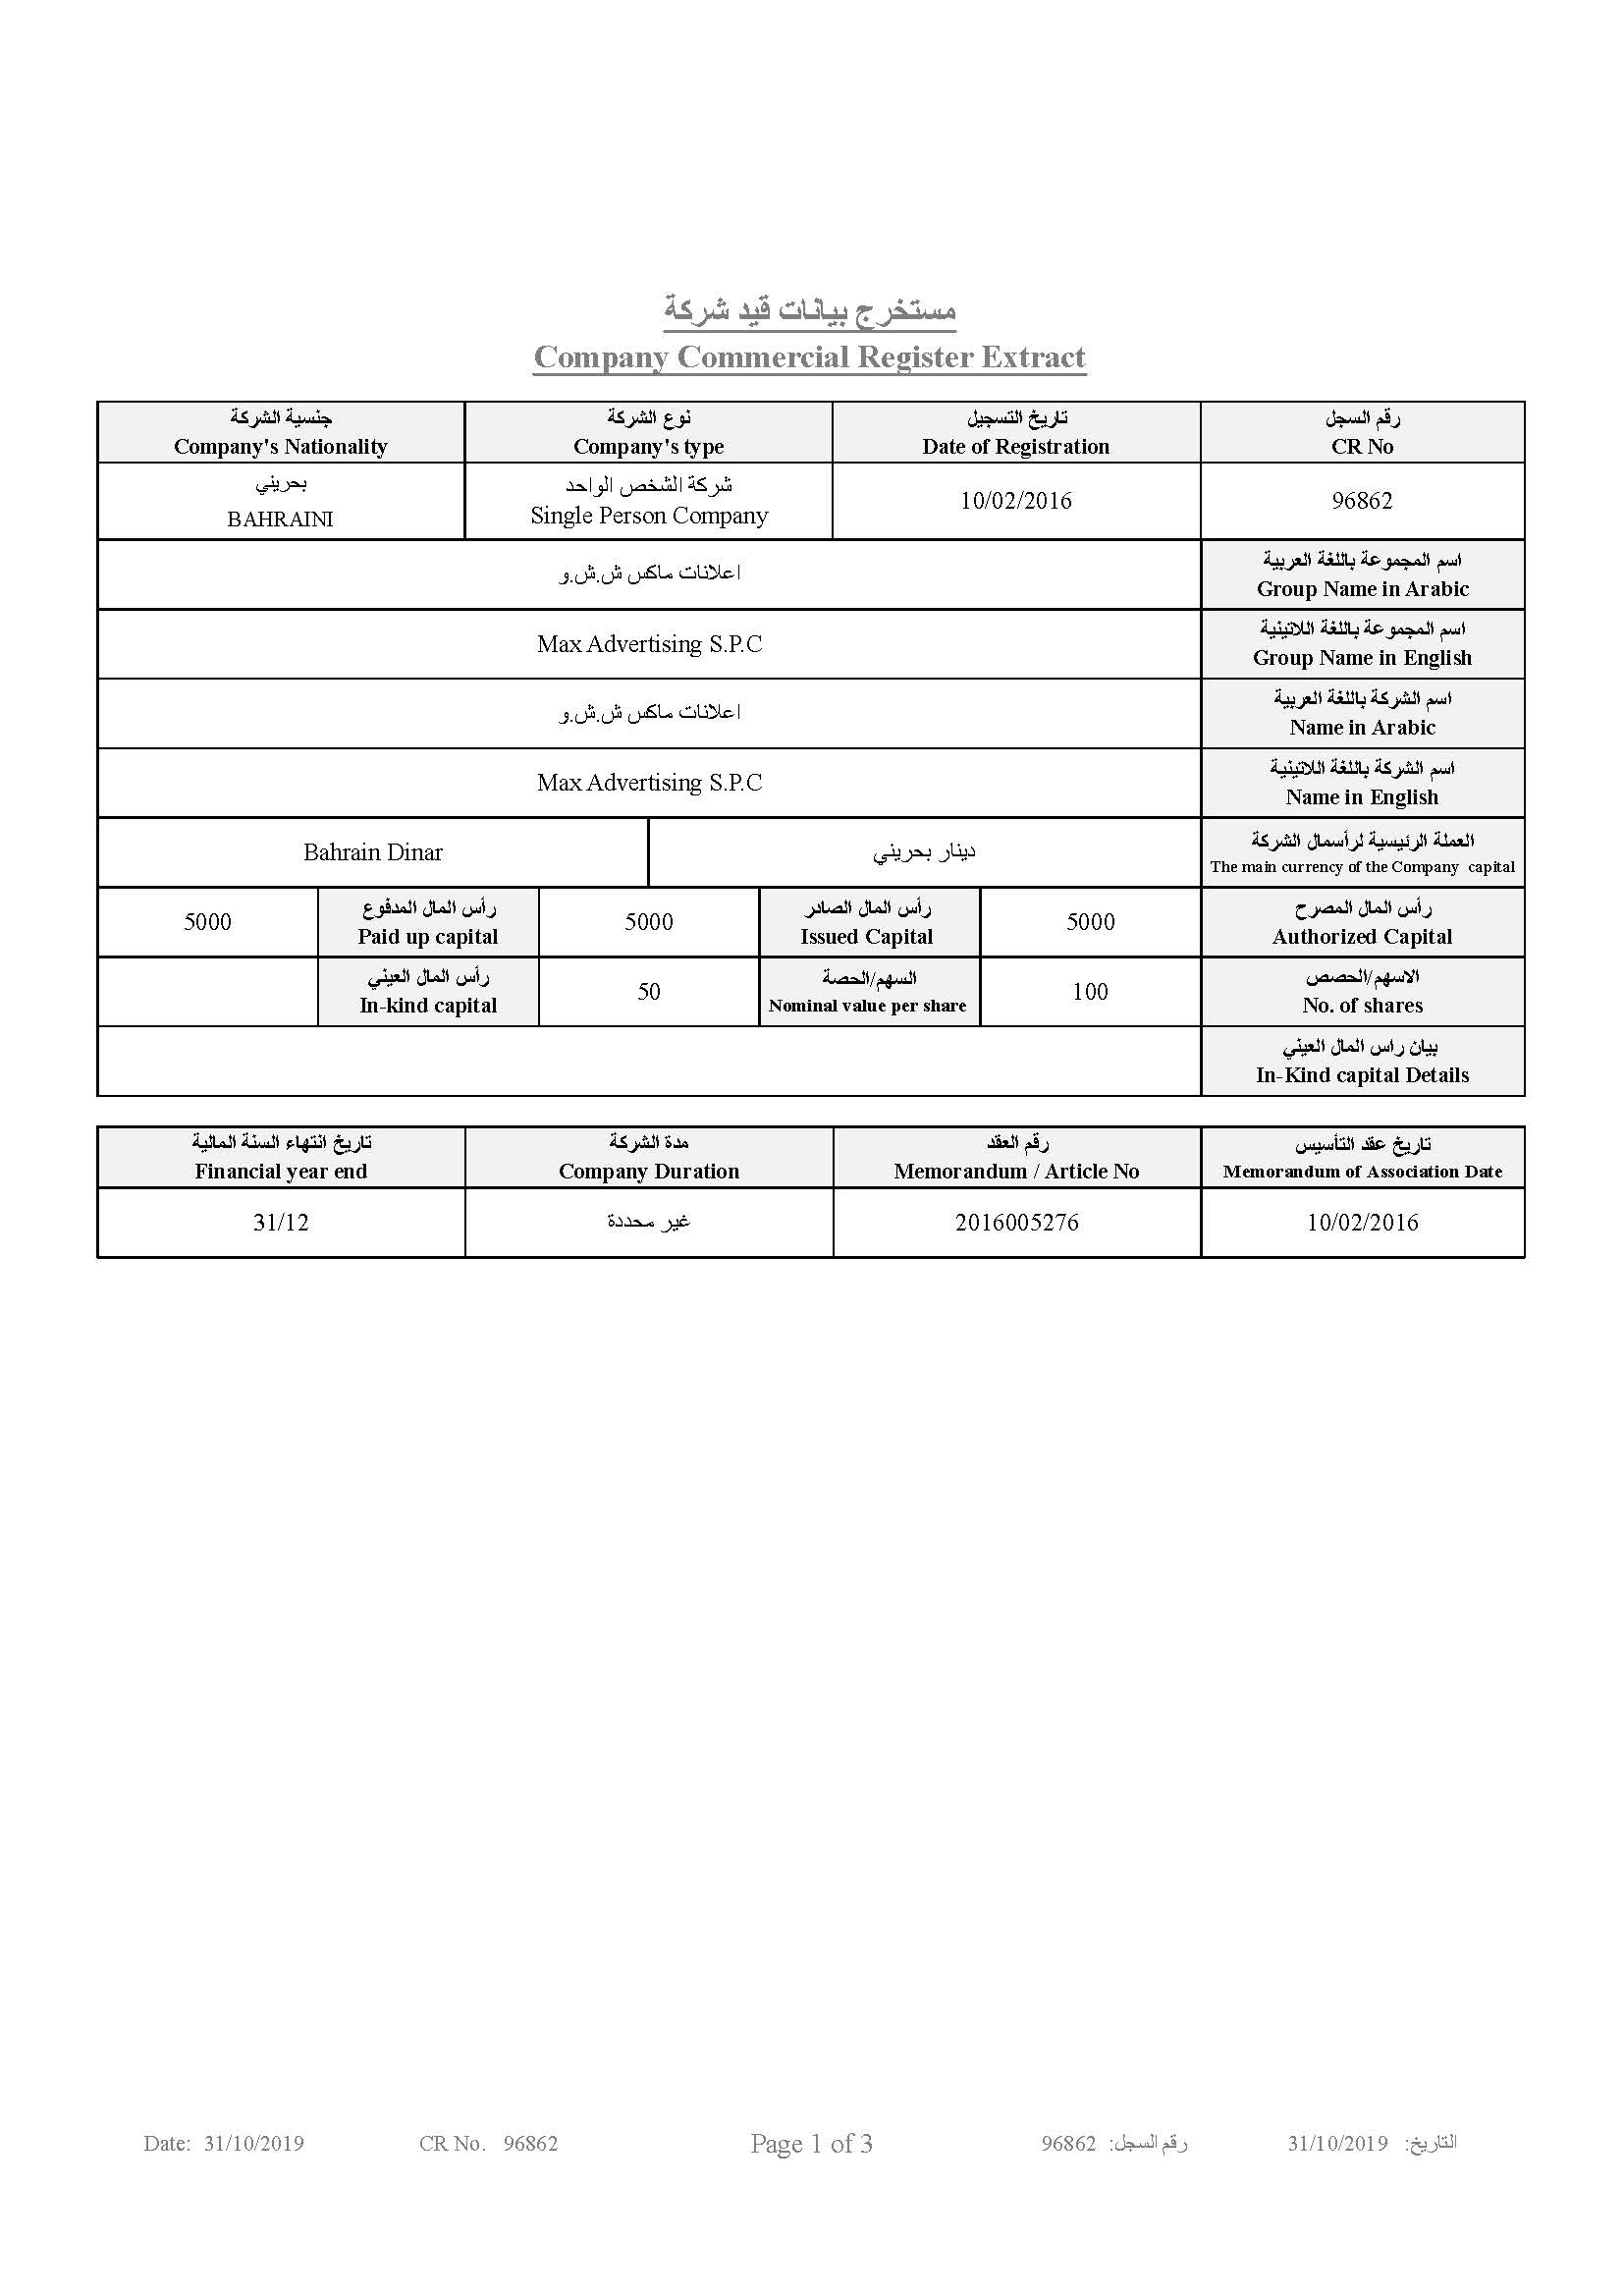 مستخرج بيانات قيد شركة
Company Commercial Register Extract
رقم السجل
CR No
تاريخ التسجيل
Date of Registration
نوع الشركة
Company's type
جنسية الشركة
Company's Nationality
96862
10/02/2016
شركة الشخص الواحد
Single Person Company
بحريني
BAHRAINI
اسم المجموعة باللغة العربية
Group Name in Arabic
اعلانات ماكس ش.ش.و
اسم المجموعة باللغة اللاتينية
Group Name in English
Max Advertising S.P.C
اسم الشركة باللغة العربية
Name in Arabic
اعلانات ماكس ش.ش.و
اسم الشركة باللغة اللاتينية
Name in English
Max Advertising S.P.C
العملة الرئيسية لرأسمال الشركة
The main currency of the Company capital
دينار بحريني
Bahrain Dinar
رأس المال المصرح
Authorized Capital
5000
رأس المال الصادر
Issued Capital
5000
رأس المال المدفوع
Paid up capital
5000
الاسهم/الحصص
No. of shares
100
السهم/الحصة
Nominal value per share
50
رأس المال العيني
In-kind capital
بيان راس المال العيني
In-Kind capital Details
تاريخ عقد التأسيس
Memorandum of Association Date
رقم العقد
Memorandum / Article No
مدة الشركة
Company Duration
تاريخ انتهاء السنة المالية
Financial year end
10/02/2016
2016005276
غير محددة
31/12
التاريخ: 31/10/2019
رقم السجل: 96862
Page 1 of 3
CR No. 96862
Date: 31/10/2019